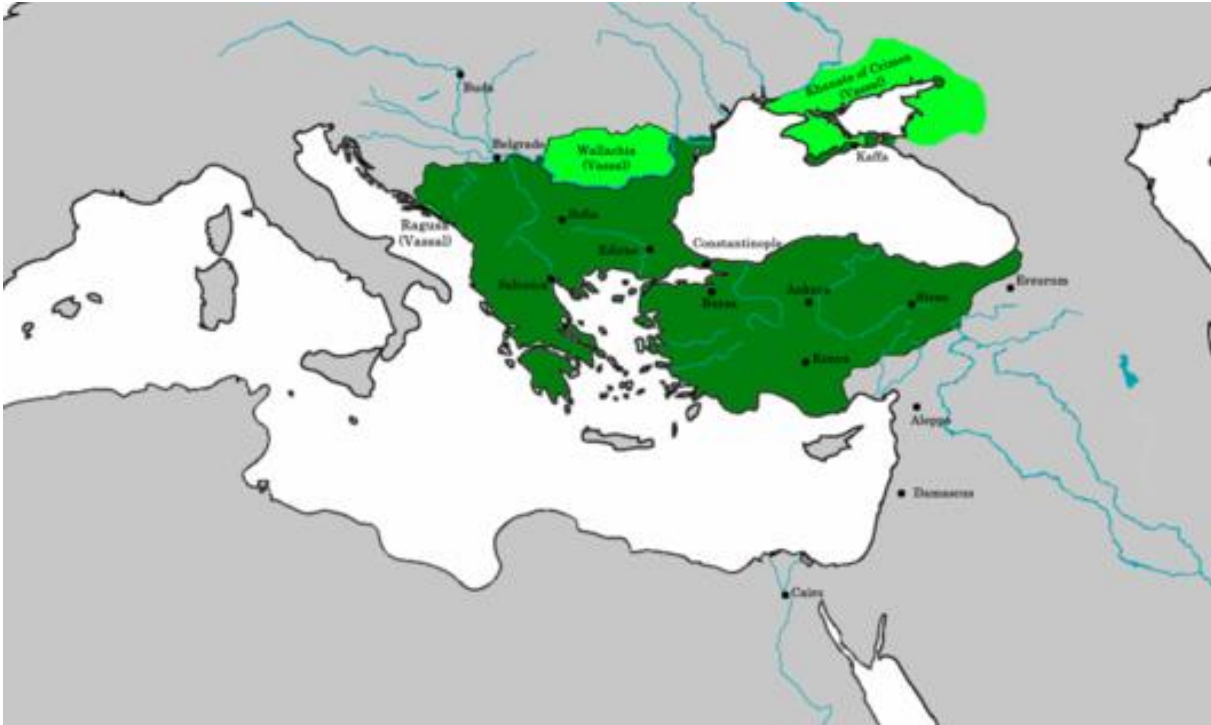 Khanate of Crimea
(Vassal)
Buda
Belgrade
Wallachia
(Vassal)
Kaffa
Ragusa
(Vassal)
Sofia
Edirne
Constantinople
Salonica
Bursa
Ankara
Sivas
Erzurum
Konya
Aleppo
Damascus
Cairo